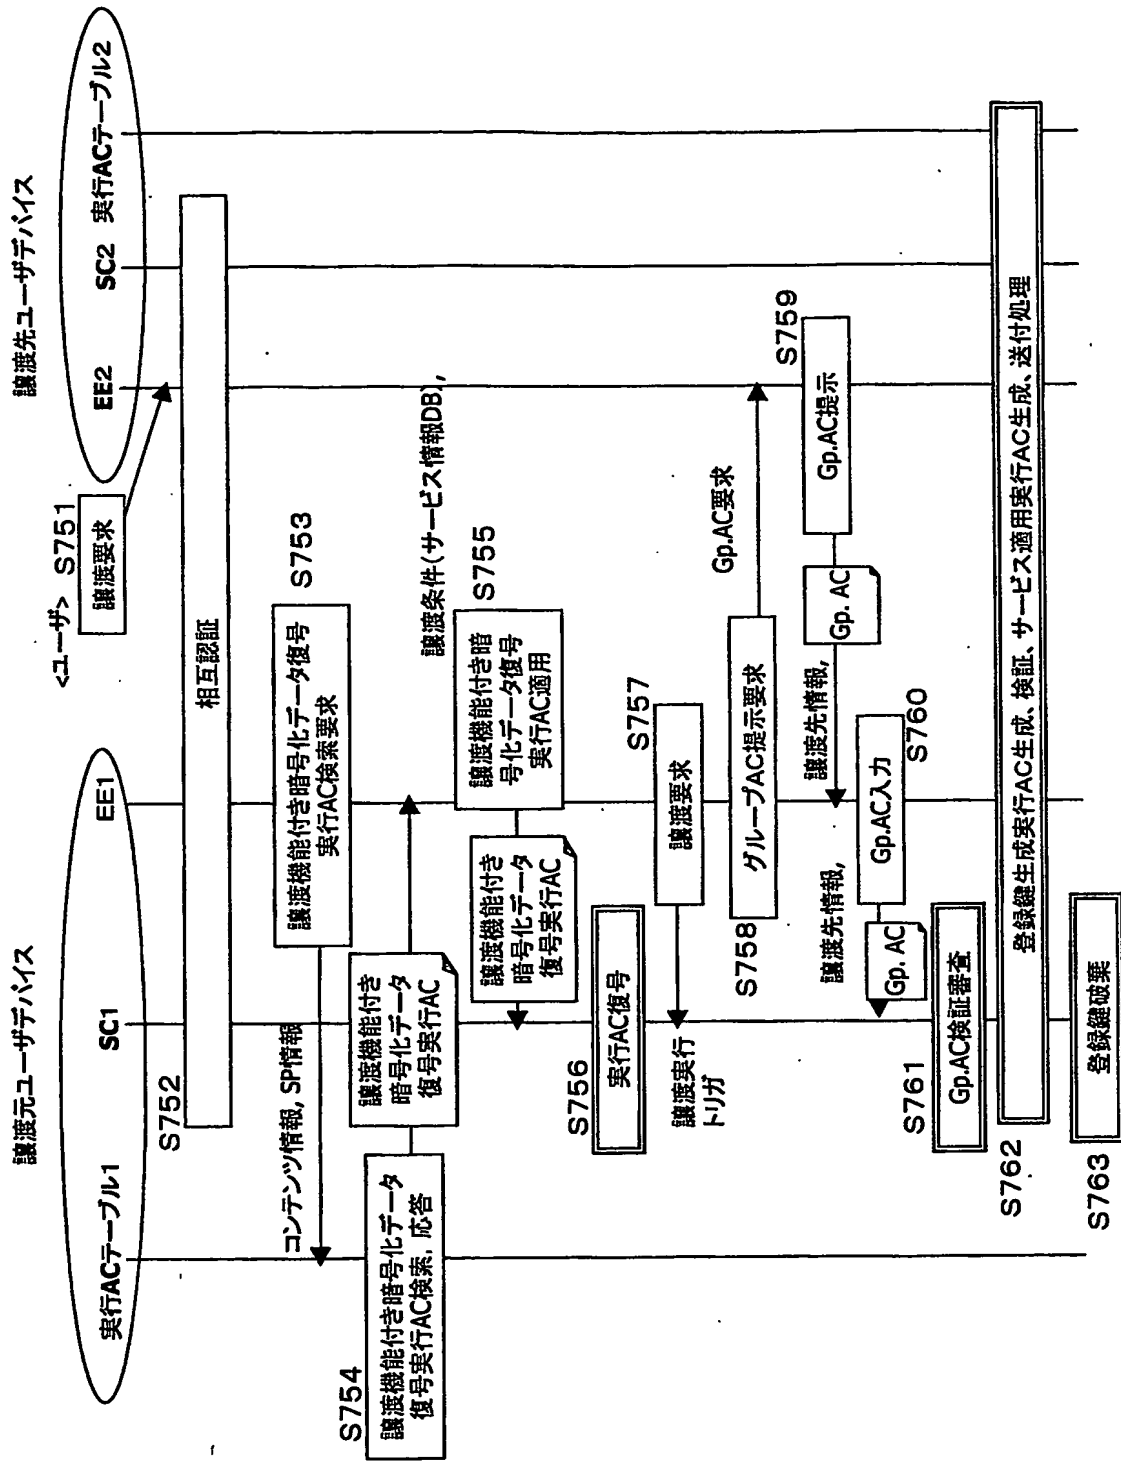 譲渡元ユーザデバイス
実行ACテーブル1
SC1
EE1
譲渡先ユーザデバイス
EE2
SC2
実行ACテーブル2
<ユーザ> S751
譲渡要求
S752
相互認証
S753
譲渡機能付き暗号化データ復号
実行AC検索要求
コンテンツ情報, SP情報
S754
譲渡機能付き暗号化データ
復号実行AC検索, 応答
譲渡機能付き
暗号化データ
復号実行AC
譲渡条件(サービス情報DB),
S755
譲渡機能付き暗
号化データ復号
実行AC適用
譲渡機能付き
暗号化データ
復号実行AC
S756
実行AC復号
S757
譲渡要求
譲渡実行
トリガ
S758
グループAC提示要求
Gp.AC要求
S759
Gp.AC提示
Gp. AC
譲渡先情報,
S760
Gp.AC入力
譲渡先情報,
Gp. AC
S761
Gp.AC検証審査
S762
登録鍵生成実行AC生成、検証、サービス適用実行AC生成、送付処理
S763
登録鍵破棄